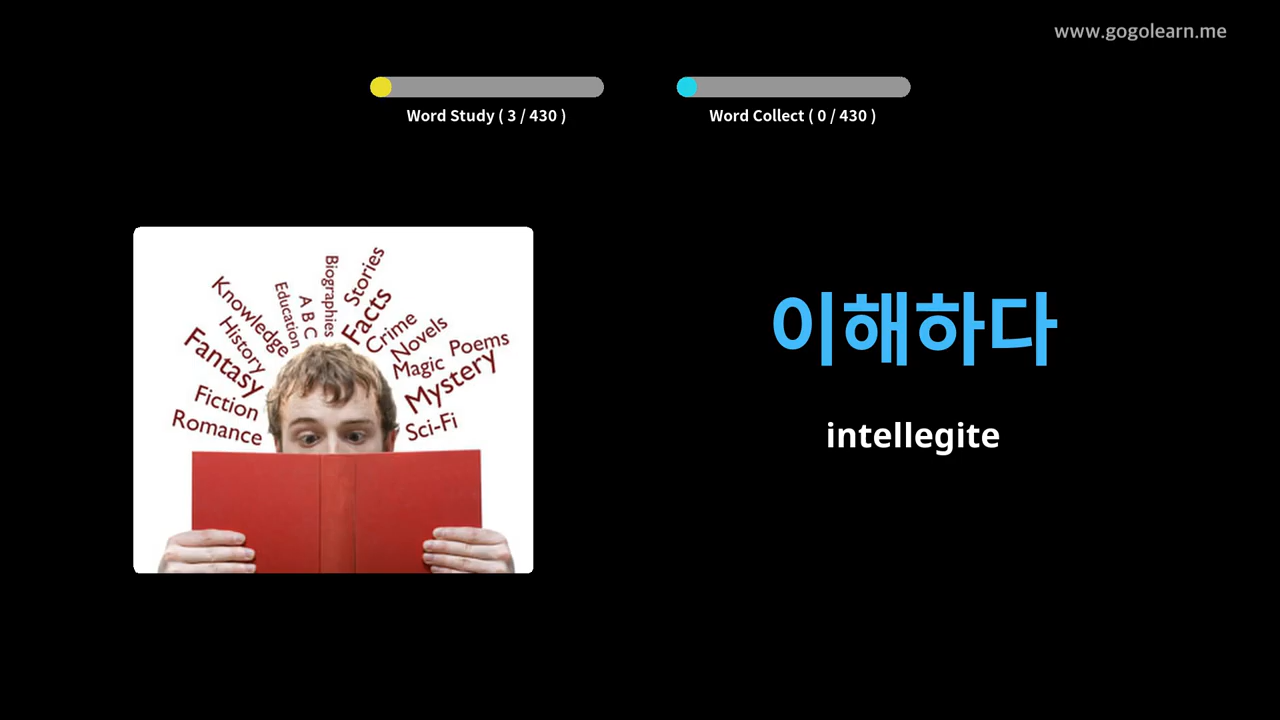 www.gogolearn.me
Word Study ( 3 / 430 )
Word Collect ( 0 / 430 )
Knowledge
Education
A B C
Biographies
Stories
Facts
History
Crime
Novels
Fantasy
Magic
Poems
Mystery
Fiction
Romance
Sci-Fi
이해하다
intellegite